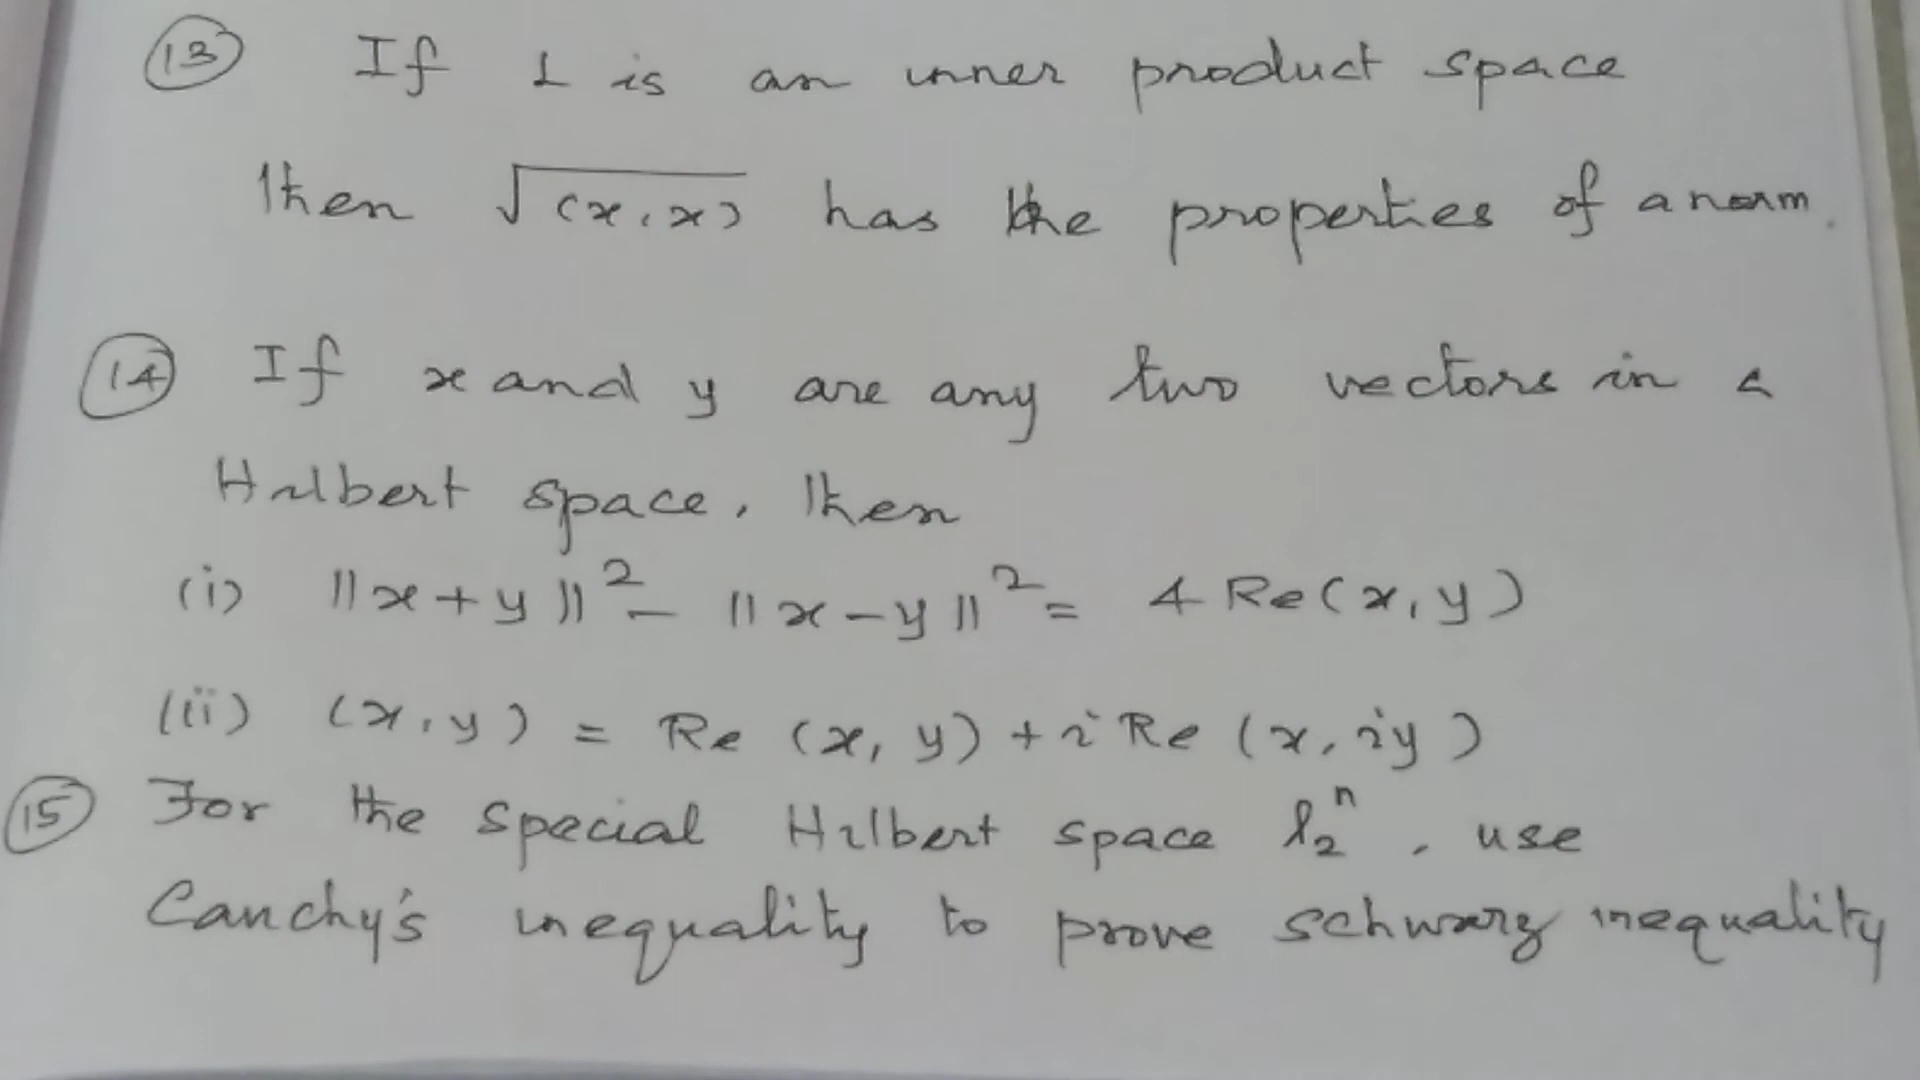 (13) If L is an inner product space
then √(x,x) has the properties of a norm.
(14) If x and y are any two vectors in a
Hilbert space, then
(i) ||x+y||² - ||x-y||² = 4 Re(x,y)
(ii) (x,y) = Re (x,y) + i Re (x,iy)
(15) For the special Hilbert space l₂ⁿ, use
Cauchy's inequality to prove schwarz inequality